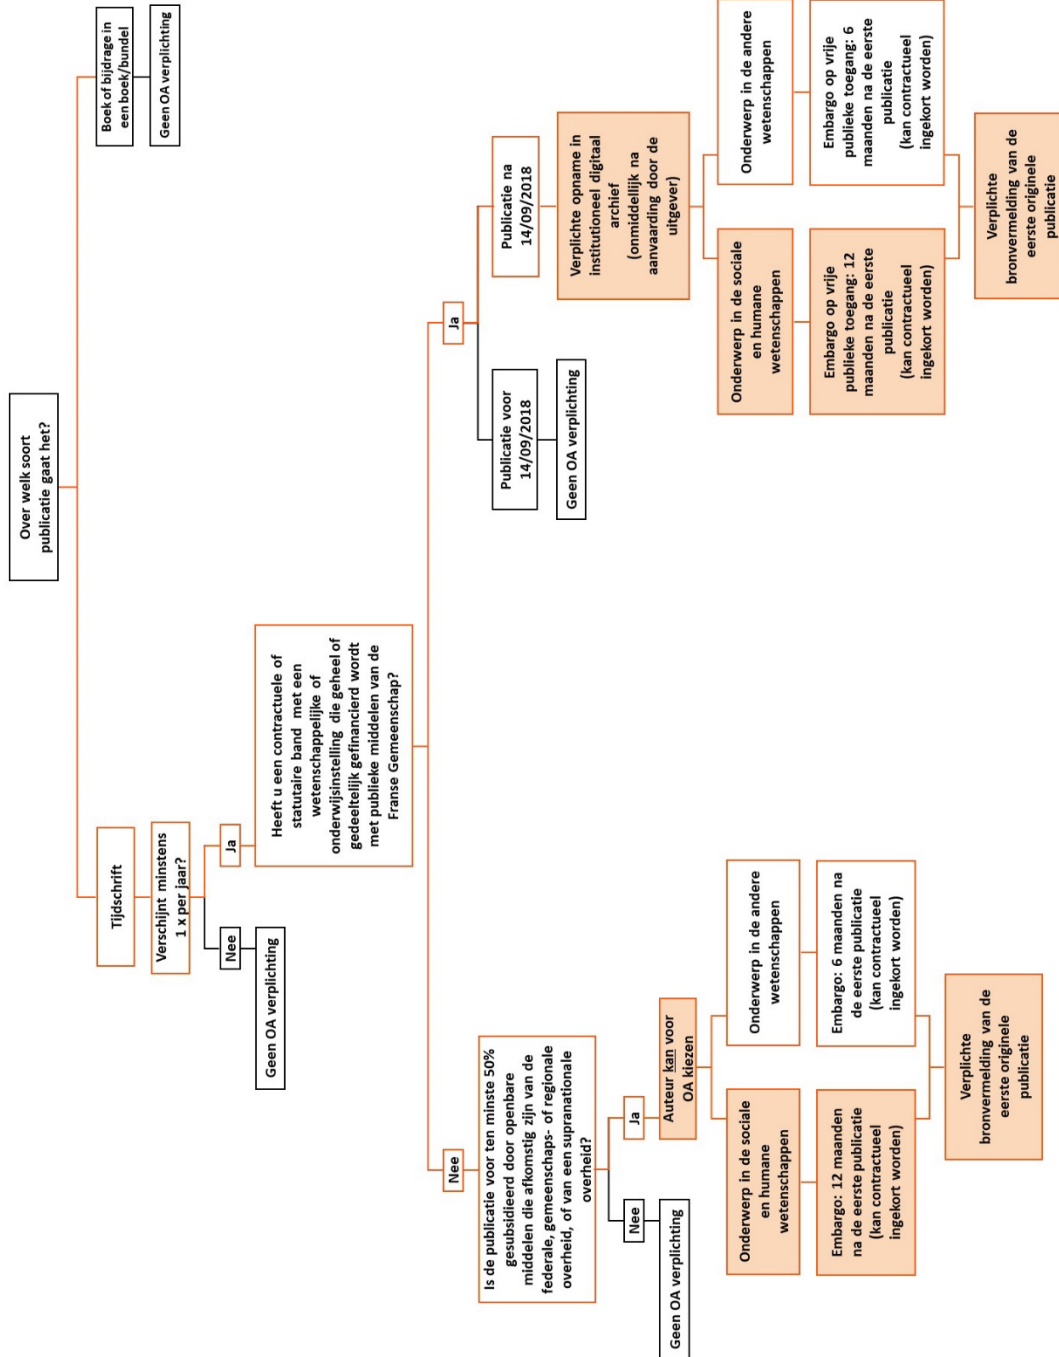 Over welk soort
publicatie gaat het?
Tijdschrift
Boek of bijdrage in
een boek/bundel
Verschijnt minstens
1 x per jaar?
Geen OA verplichting
Nee
Ja
Geen OA verplichting
Heeft u een contractuele of
statutaire band met een
wetenschappelijke of
onderwijsinstelling die geheel of
gedeeltelijk gefinancierd wordt
met publieke middelen van de
Franse Gemeenschap?
Nee
Ja
Is de publicatie voor ten minste 50%
gesubsidieerd door openbare
middelen die afkomstig zijn van de
federale, gemeenschaps- of regionale
overheid, of van een supranationale
overheid?
Nee
Ja
Geen OA verplichting
Auteur kan voor
OA kiezen
Onderwerp in de sociale
en humane
wetenschappen
Onderwerp in de andere
wetenschappen
Embargo: 12 maanden
na de eerste publicatie
(kan contractueel
ingekort worden)
Embargo: 6 maanden na
de eerste publicatie
(kan contractueel
ingekort worden)
Verplichte
bronvermelding van de
eerste originele
publicatie
Publicatie voor
14/09/2018
Publicatie na
14/09/2018
Geen OA verplichting
Verplichte opname in
institutioneel digitaal
archief
(onmiddellijk na
aanvaarding door de
uitgever)
Onderwerp in de sociale
en humane
wetenschappen
Onderwerp in de andere
wetenschappen
Embargo op vrije
publieke toegang: 12
maanden na de eerste
publicatie
(kan contractueel
ingekort worden)
Embargo op vrije
publieke toegang: 6
maanden na de eerste
publicatie
(kan contractueel
ingekort worden)
Verplichte
bronvermelding van de
eerste originele
publicatie